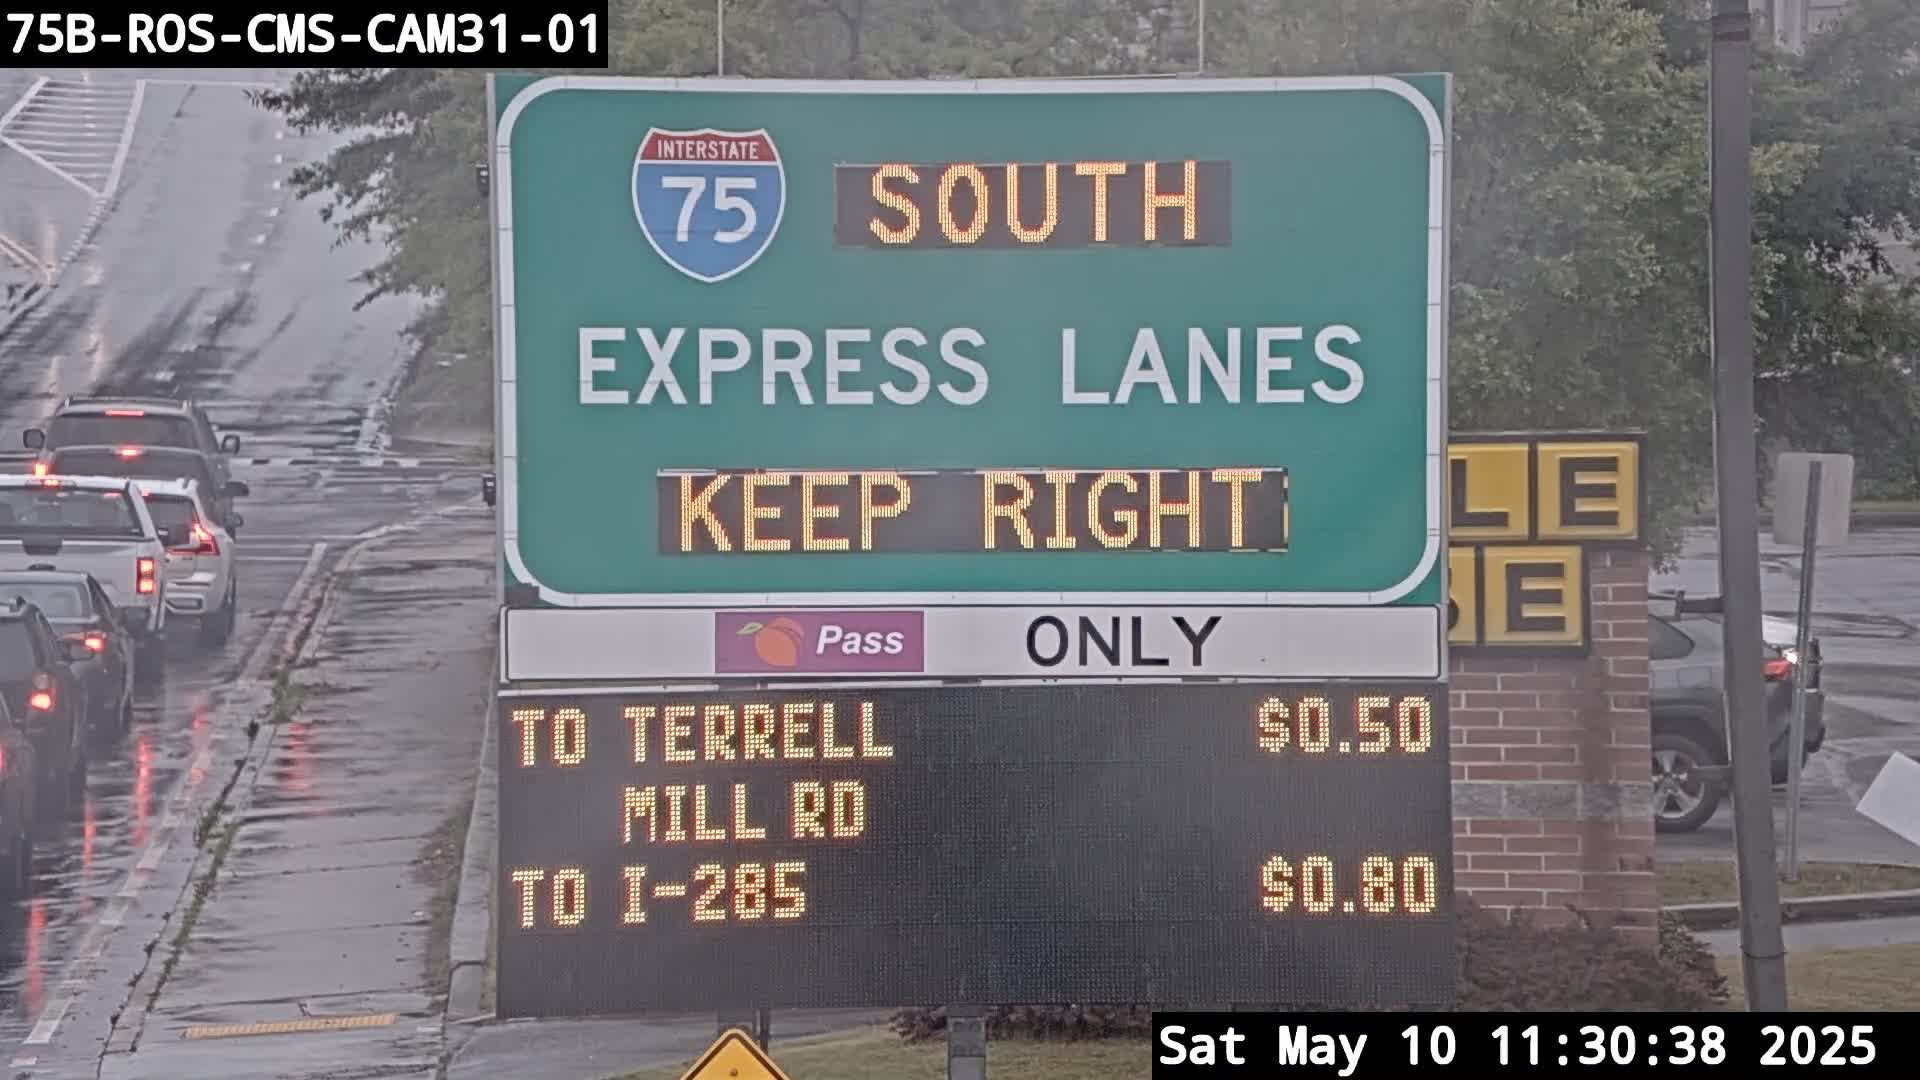 75B-ROS-CMS-CAM31-01
INTERSTATE
75
SOUTH
EXPRESS LANES
KEEP RIGHT
Pass ONLY
TO TERRELL $0.50
MILL RD
TO I-285 $0.80
LE
E
Sat May 10 11:30:38 2025